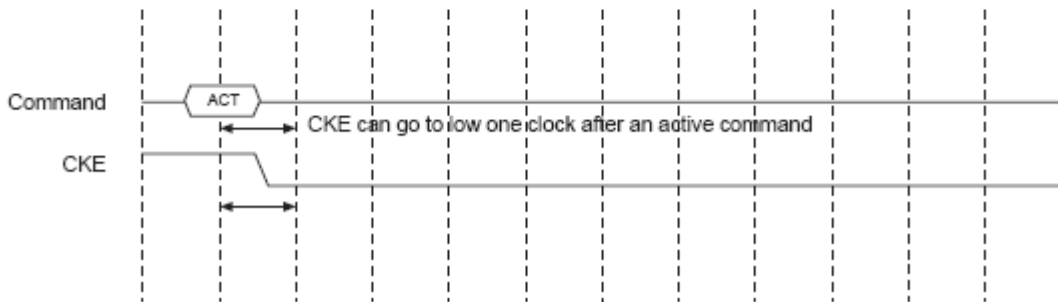 Command
ACT
CKE can go to low one clock after an active command
CKE